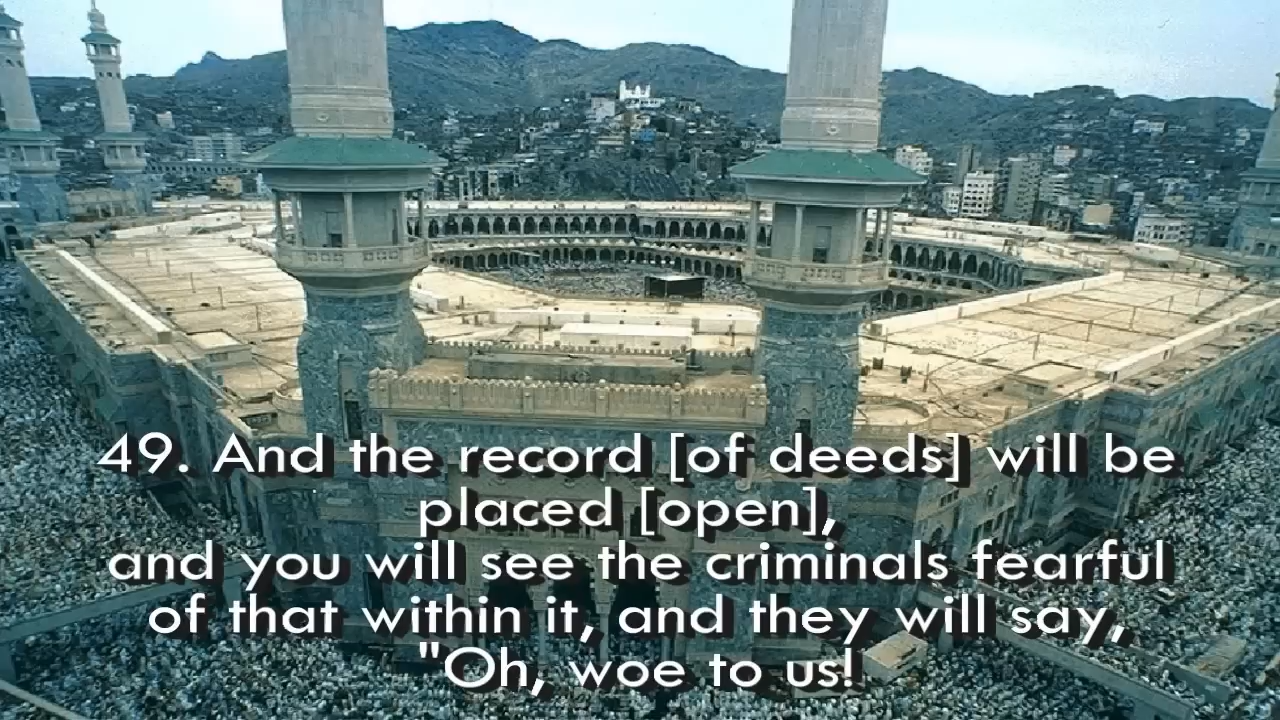 49. And the record [of deeds] will be
placed [open],
and you will see the criminals fearful
of that within it, and they will say,
"Oh, woe to us!